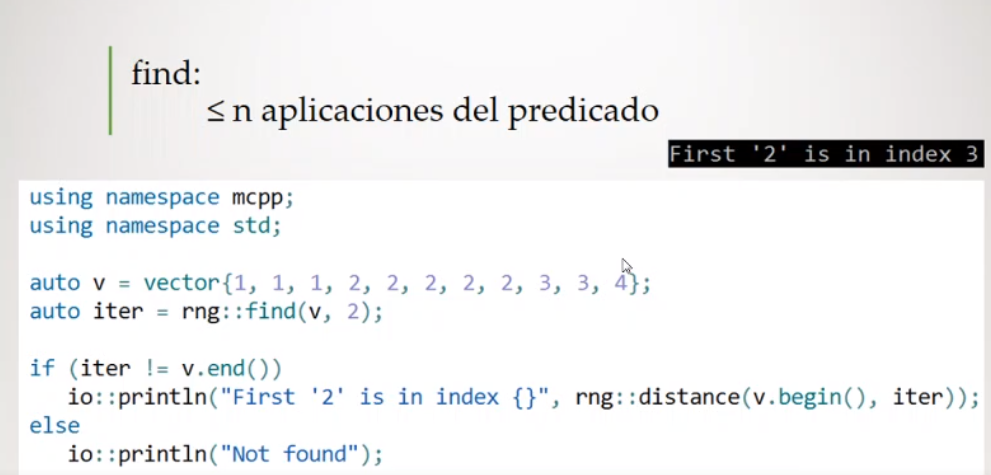 find:
≤ n aplicaciones del predicado
First '2' is in index 3
using namespace mcpp;
using namespace std;
auto v = vector{1, 1, 1, 2, 2, 2, 2, 2, 3, 3, 4};
auto iter = rng::find(v, 2);
if (iter != v.end())
io::println("First '2' is in index {}", rng::distance(v.begin(), iter));
else
io::println("Not found");